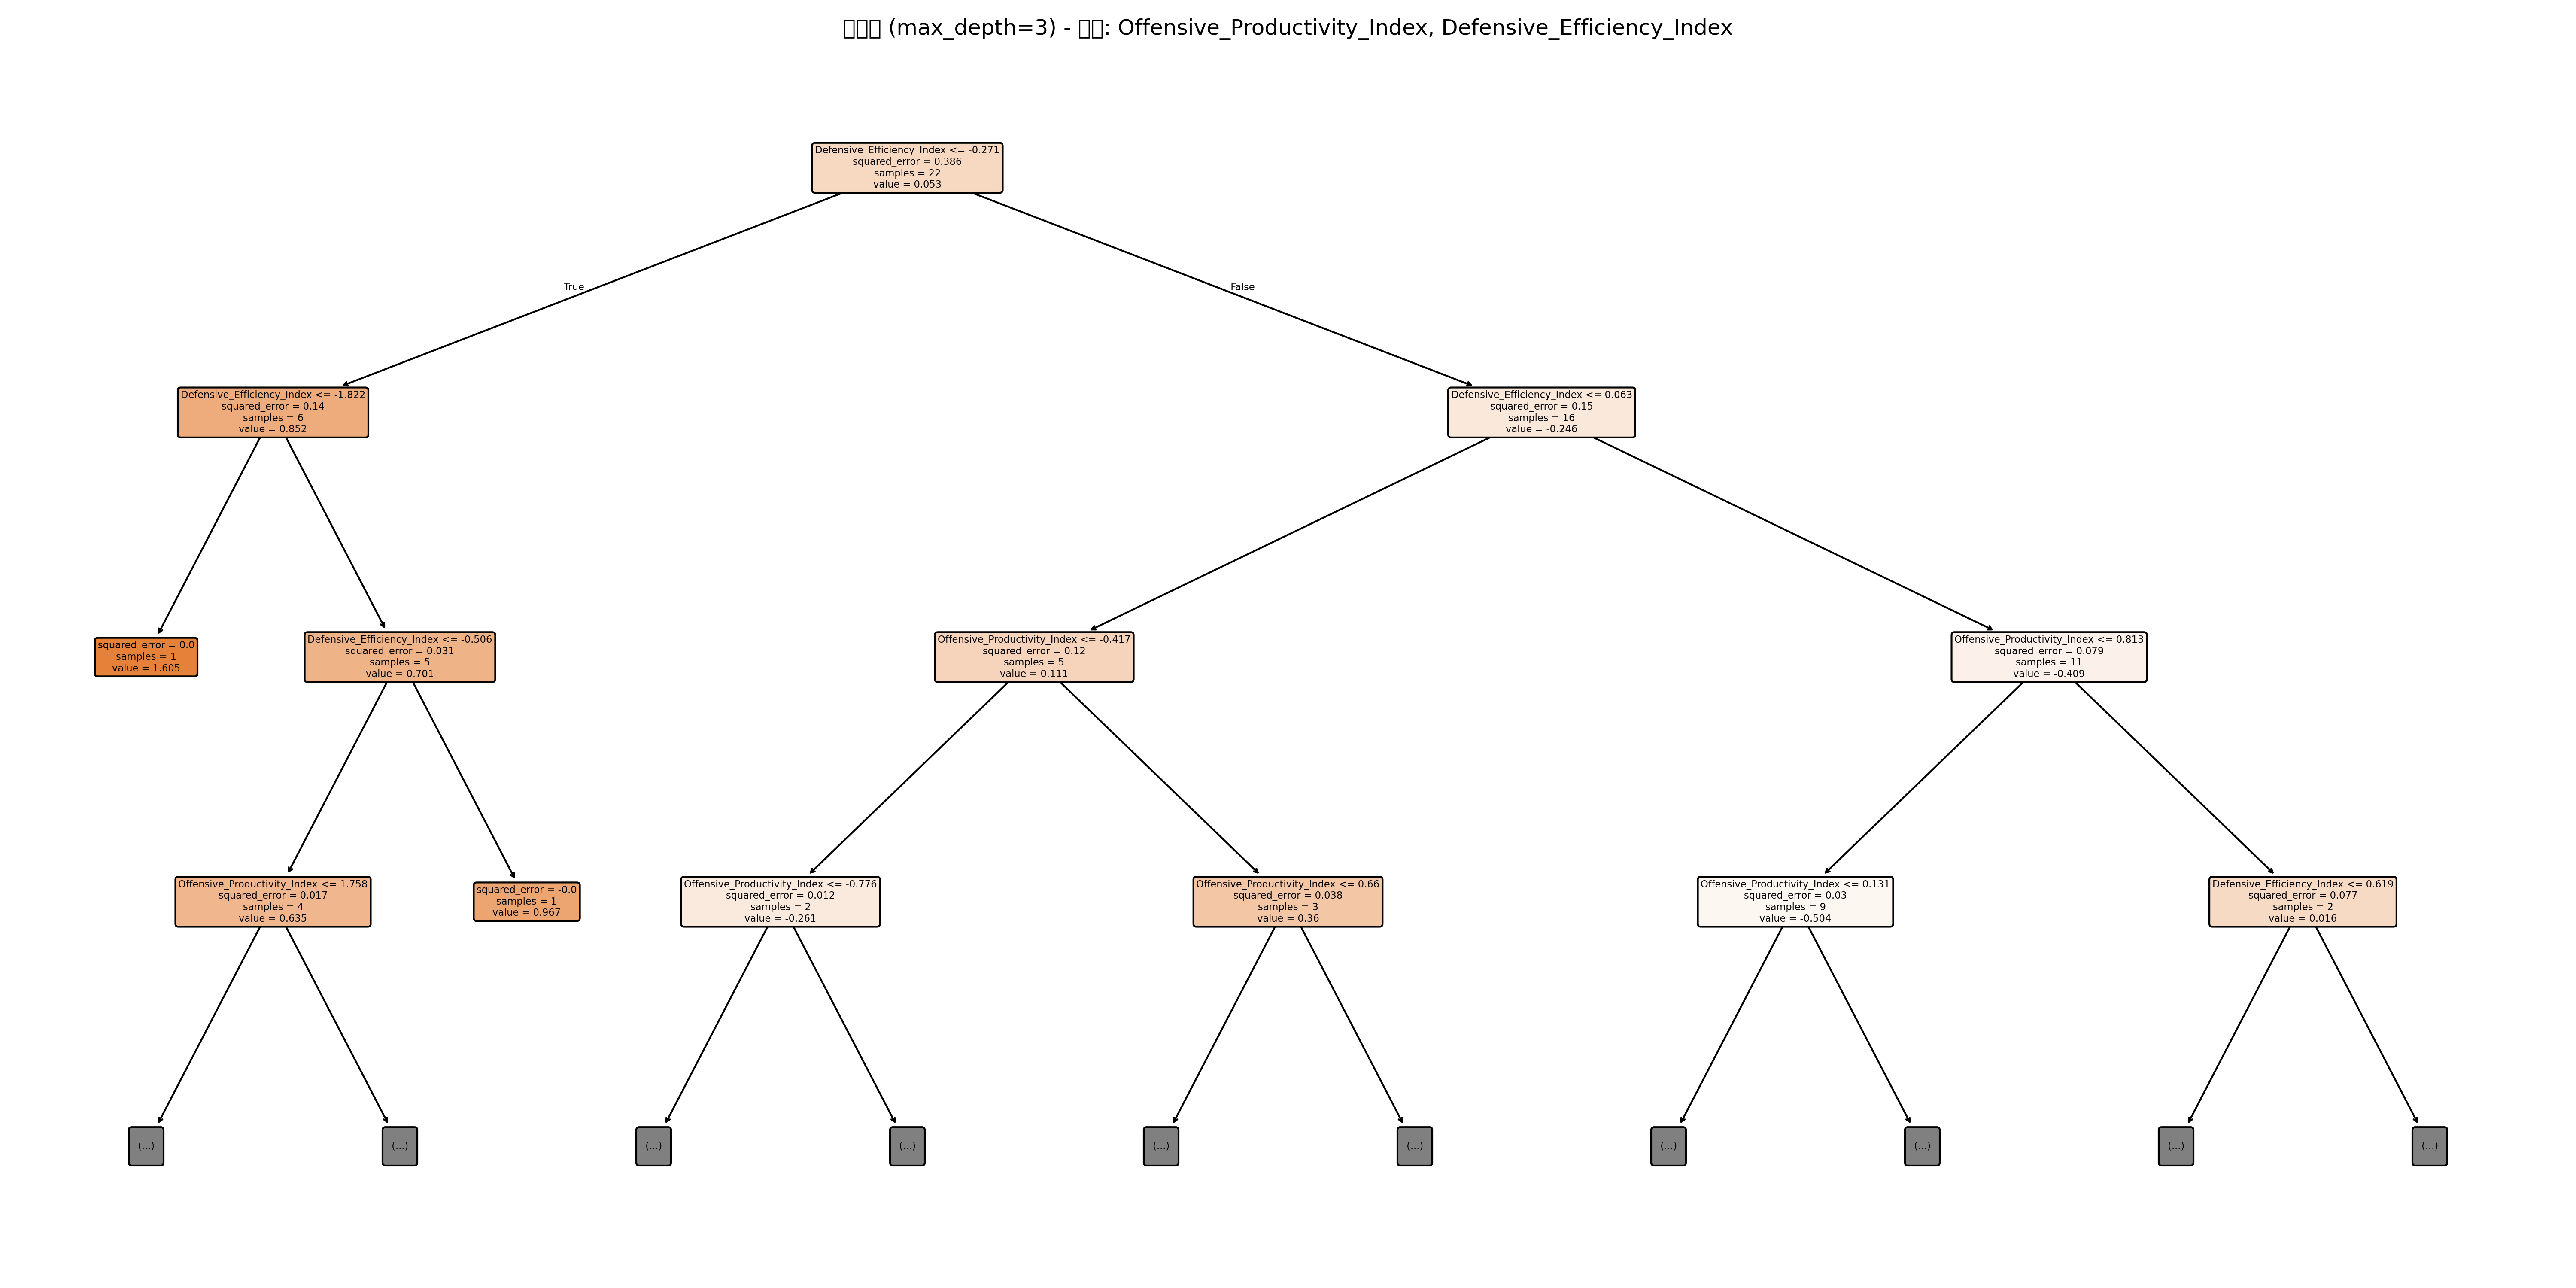 (max_depth=3) - : Offensive_Productivity_Index, Defensive_Efficiency_Index
Defensive_Efficiency_Index <= -0.271
squared_error = 0.386
samples = 22
value = 0.053
True
False
Defensive_Efficiency_Index <= -1.822
squared_error = 0.14
samples = 6
value = 0.852
Defensive_Efficiency_Index <= 0.063
squared_error = 0.15
samples = 16
value = -0.246
squared_error = 0.0
samples = 1
value = 1.605
Defensive_Efficiency_Index <= -0.506
squared_error = 0.031
samples = 5
value = 0.701
Offensive_Productivity_Index <= -0.417
squared_error = 0.12
samples = 5
value = 0.111
Offensive_Productivity_Index <= 0.813
squared_error = 0.079
samples = 11
value = -0.409
Offensive_Productivity_Index <= 1.758
squared_error = 0.017
samples = 4
value = 0.635
squared_error = -0.0
samples = 1
value = 0.967
Offensive_Productivity_Index <= -0.776
squared_error = 0.012
samples = 2
value = -0.261
Offensive_Productivity_Index <= 0.66
squared_error = 0.038
samples = 3
value = 0.36
Offensive_Productivity_Index <= 0.131
squared_error = 0.03
samples = 9
value = -0.504
Defensive_Efficiency_Index <= 0.619
squared_error = 0.077
samples = 2
value = 0.016
(...)
(...)
(...)
(...)
(...)
(...)
(...)
(...)
(...)
(...)